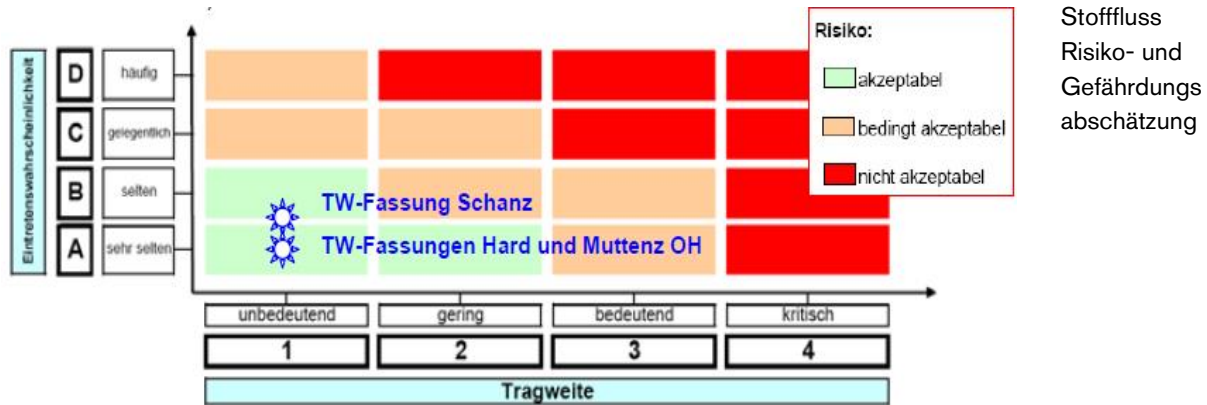 Eintretenswahrscheinlichkeit
D
häufig
C
gelegentlich
B
selten
A
sehr selten
TW-Fassung Schanz
TW-Fassungen Hard und Muttenz OH
Risiko:
akzeptabel
bedingt akzeptabel
nicht akzeptabel
unbedeutend
gering
bedeutend
kritisch
1
2
3
4
Tragweite
Stofffluss
Risiko- und
Gefährdungs
abschätzung